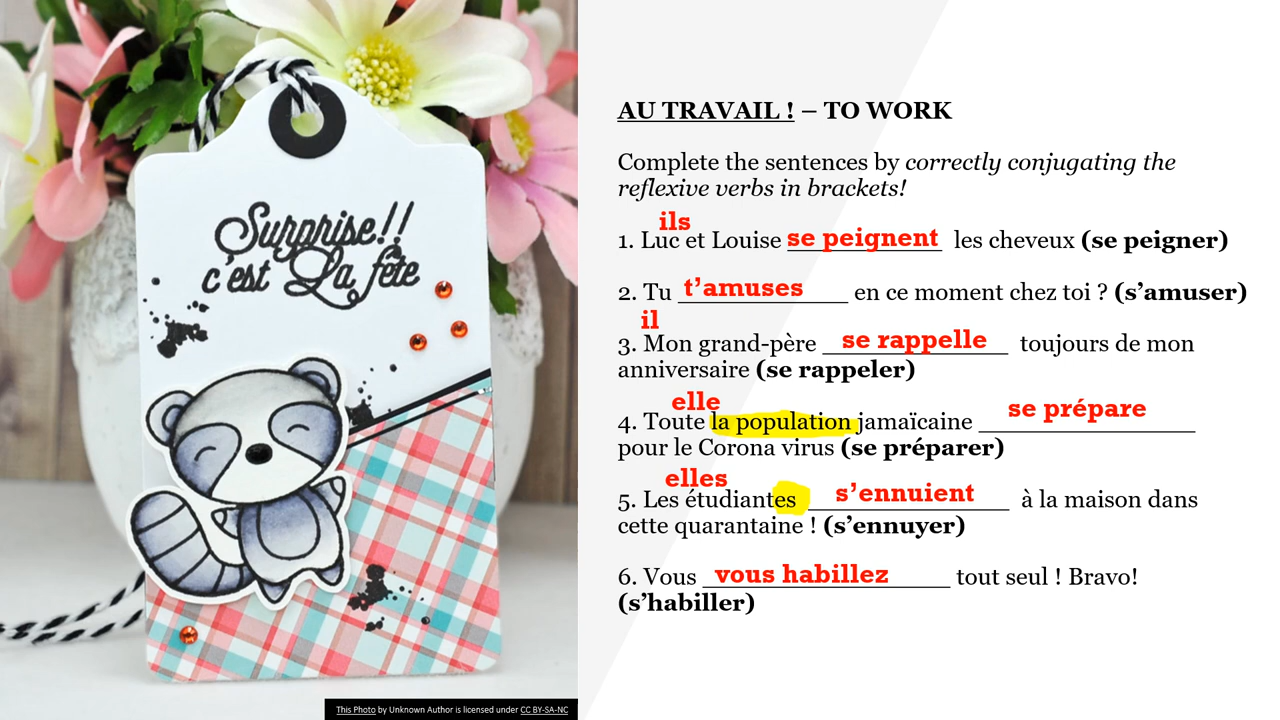 Surprise!!
c'est La fête
This Photo by Unknown Author is licensed under CC BY-SA-NC
AU TRAVAIL ! – TO WORK
Complete the sentences by correctly conjugating the
reflexive verbs in brackets!
ils
1. Luc et Louise se peignent les cheveux (se peigner)
2. Tu t’amuses en ce moment chez toi ? (s’amuser)
il
3. Mon grand-père se rappelle toujours de mon
anniversaire (se rappeler)
elle
4. Toute la population jamaïcaine se prépare
pour le Corona virus (se préparer)
elles
5. Les étudiantes s’ennuient à la maison dans
cette quarantaine ! (s’ennuyer)
6. Vous vous habillez tout seul ! Bravo!
(s’habiller)